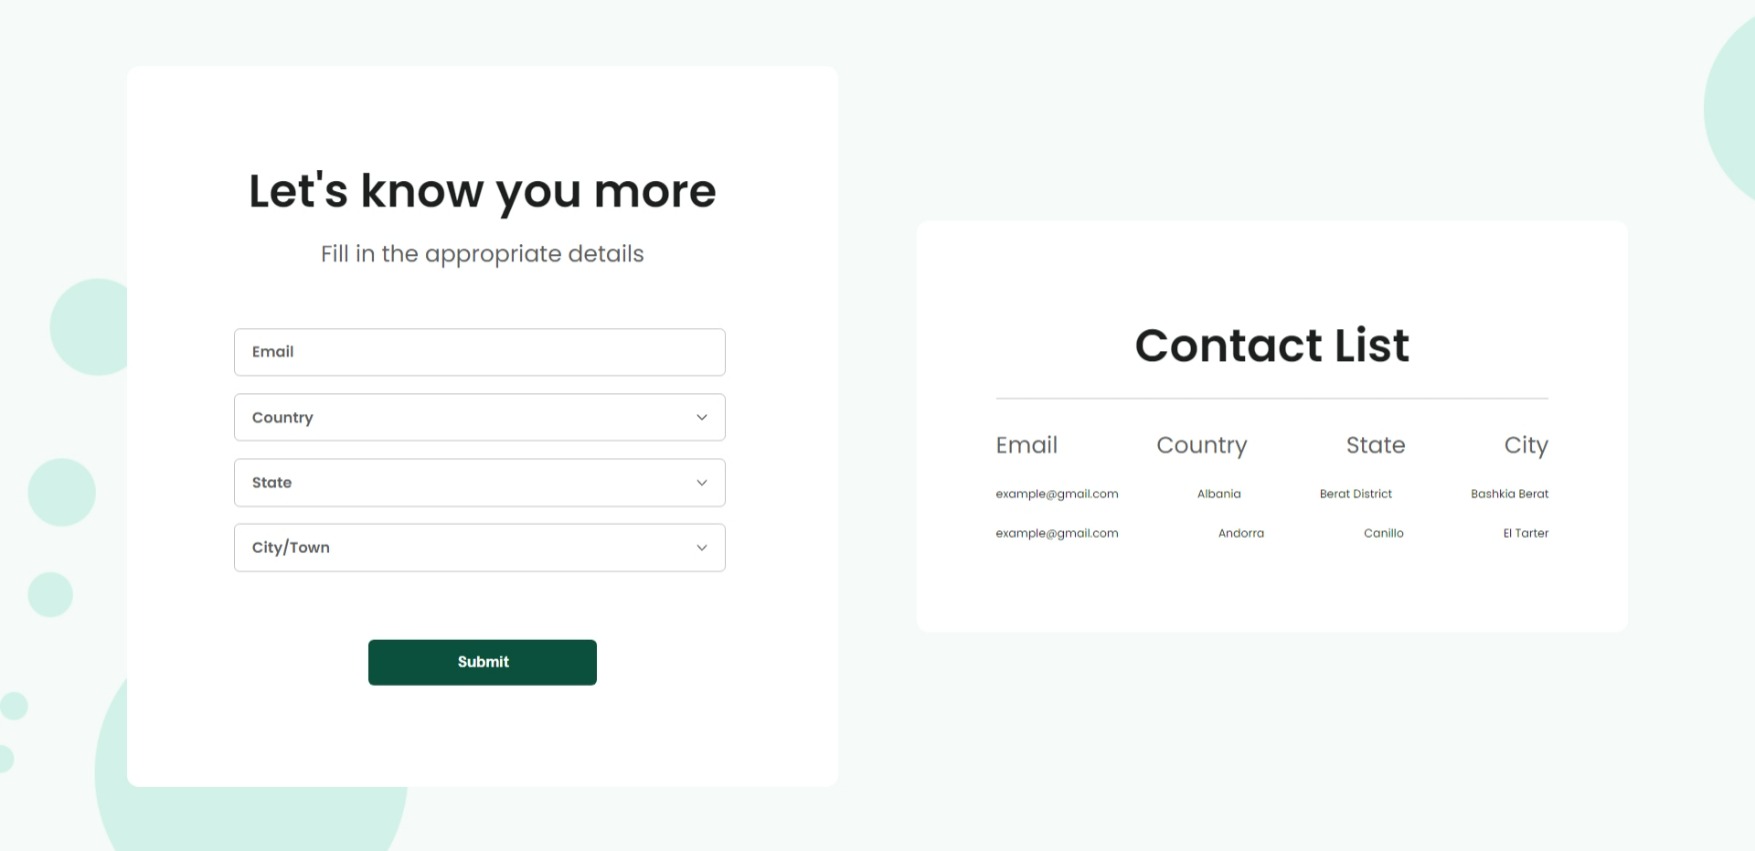 Let's know you more
Fill in the appropriate details
Email
Country
State
City/Town
Submit
Contact List
Email Country State City
example@gmail.com Albania Berat District Bashkia Berat
example@gmail.com Andorra Canillo El Tarter